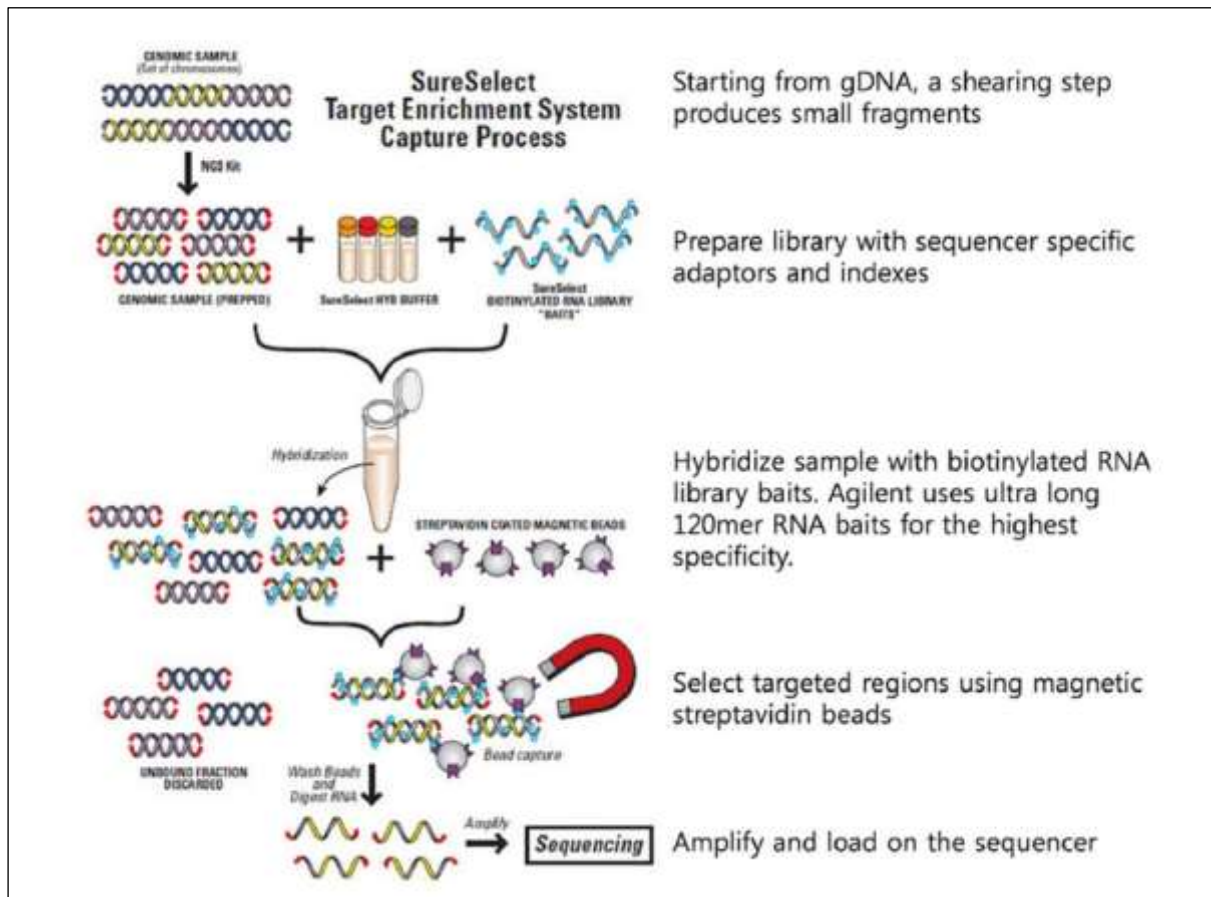 GENOMIC SAMPLE
(Set of chromosomes)
SureSelect
Target Enrichment System
Capture Process
Starting from gDNA, a shearing step
produces small fragments
NGS Kit
Prepare library with sequencer specific
adaptors and indexes
GENOMIC SAMPLE (PREPPED)
SureSelect HYB BUFFER
SureSelect
BIOTINYLATED RNA LIBRARY
"BAITS"
Hybridization
Hybridize sample with biotinylated RNA
library baits. Agilent uses ultra long
120mer RNA baits for the highest
specificity.
STREPTAVIDIN COATED MAGNETIC BEADS
Select targeted regions using magnetic
streptavidin beads
Bead capture
UNBOUND FRACTION
DISCARDED
Wash Beads
and
Digest RNA
Amplify
Sequencing
Amplify and load on the sequencer